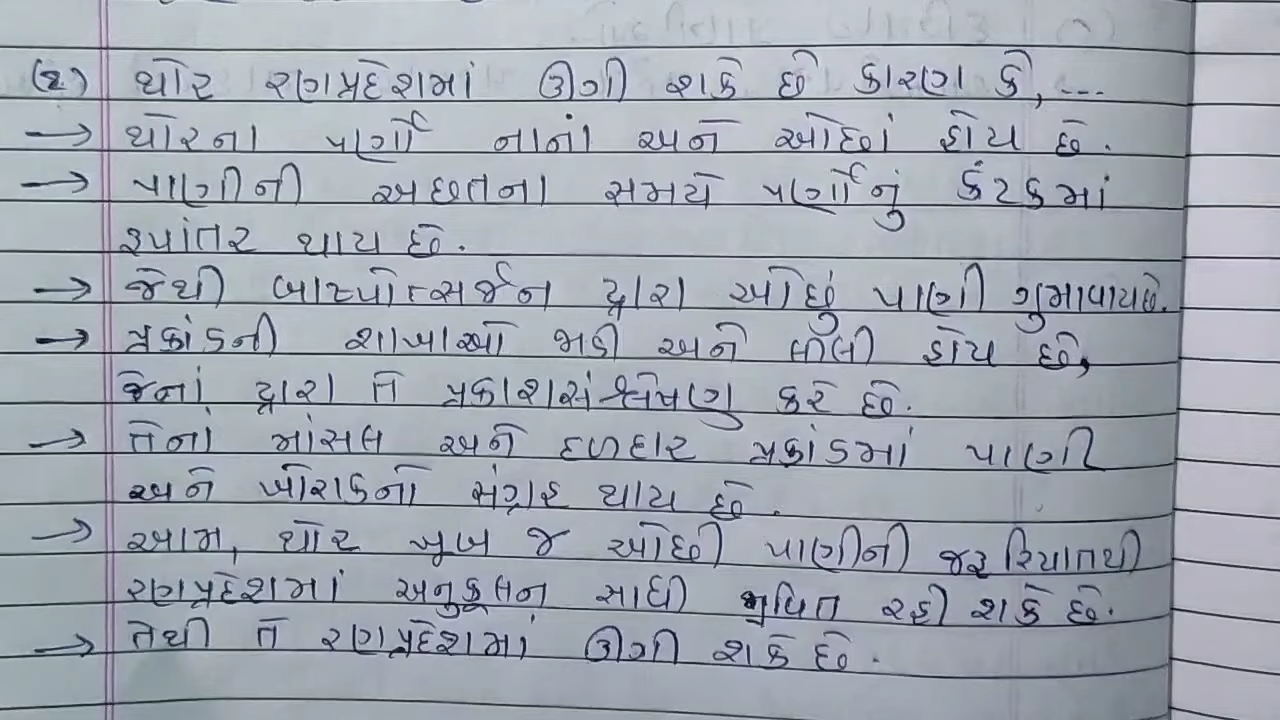 (2) થોર રણપ્રદેશમાં ઊગી શકે છે કારણ કે, ...
→ થોરના પર્ણો નાનાં અને ઓછાં હોય છે.
→ પાણીની અછતના સમયે પર્ણોનું કંટકમાં
રૂપાંતર થાય છે.
→ જેથી બાષ્પોત્સર્જન દ્વારા ઓછું પાણી ગુમાવાય છે.
→ પ્રકાંડની શાખાઓ જાડી અને લીલી હોય છે,
જેનાં દ્વારા તે પ્રકાશસંશ્લેષણ કરે છે.
→ તેનાં માંસલ અને દળદાર પ્રકાંડમાં પાણી
અને ખોરાકનો સંગ્રહ થાય છે.
→ આમ, થોર ખૂબ જ ઓછી પાણીની જરૂરિયાતથી
રણપ્રદેશમાં અનુકૂલન સાધી જીવિત રહી શકે છે.
→ તેથી તે રણપ્રદેશમાં ઊગી શકે છે.